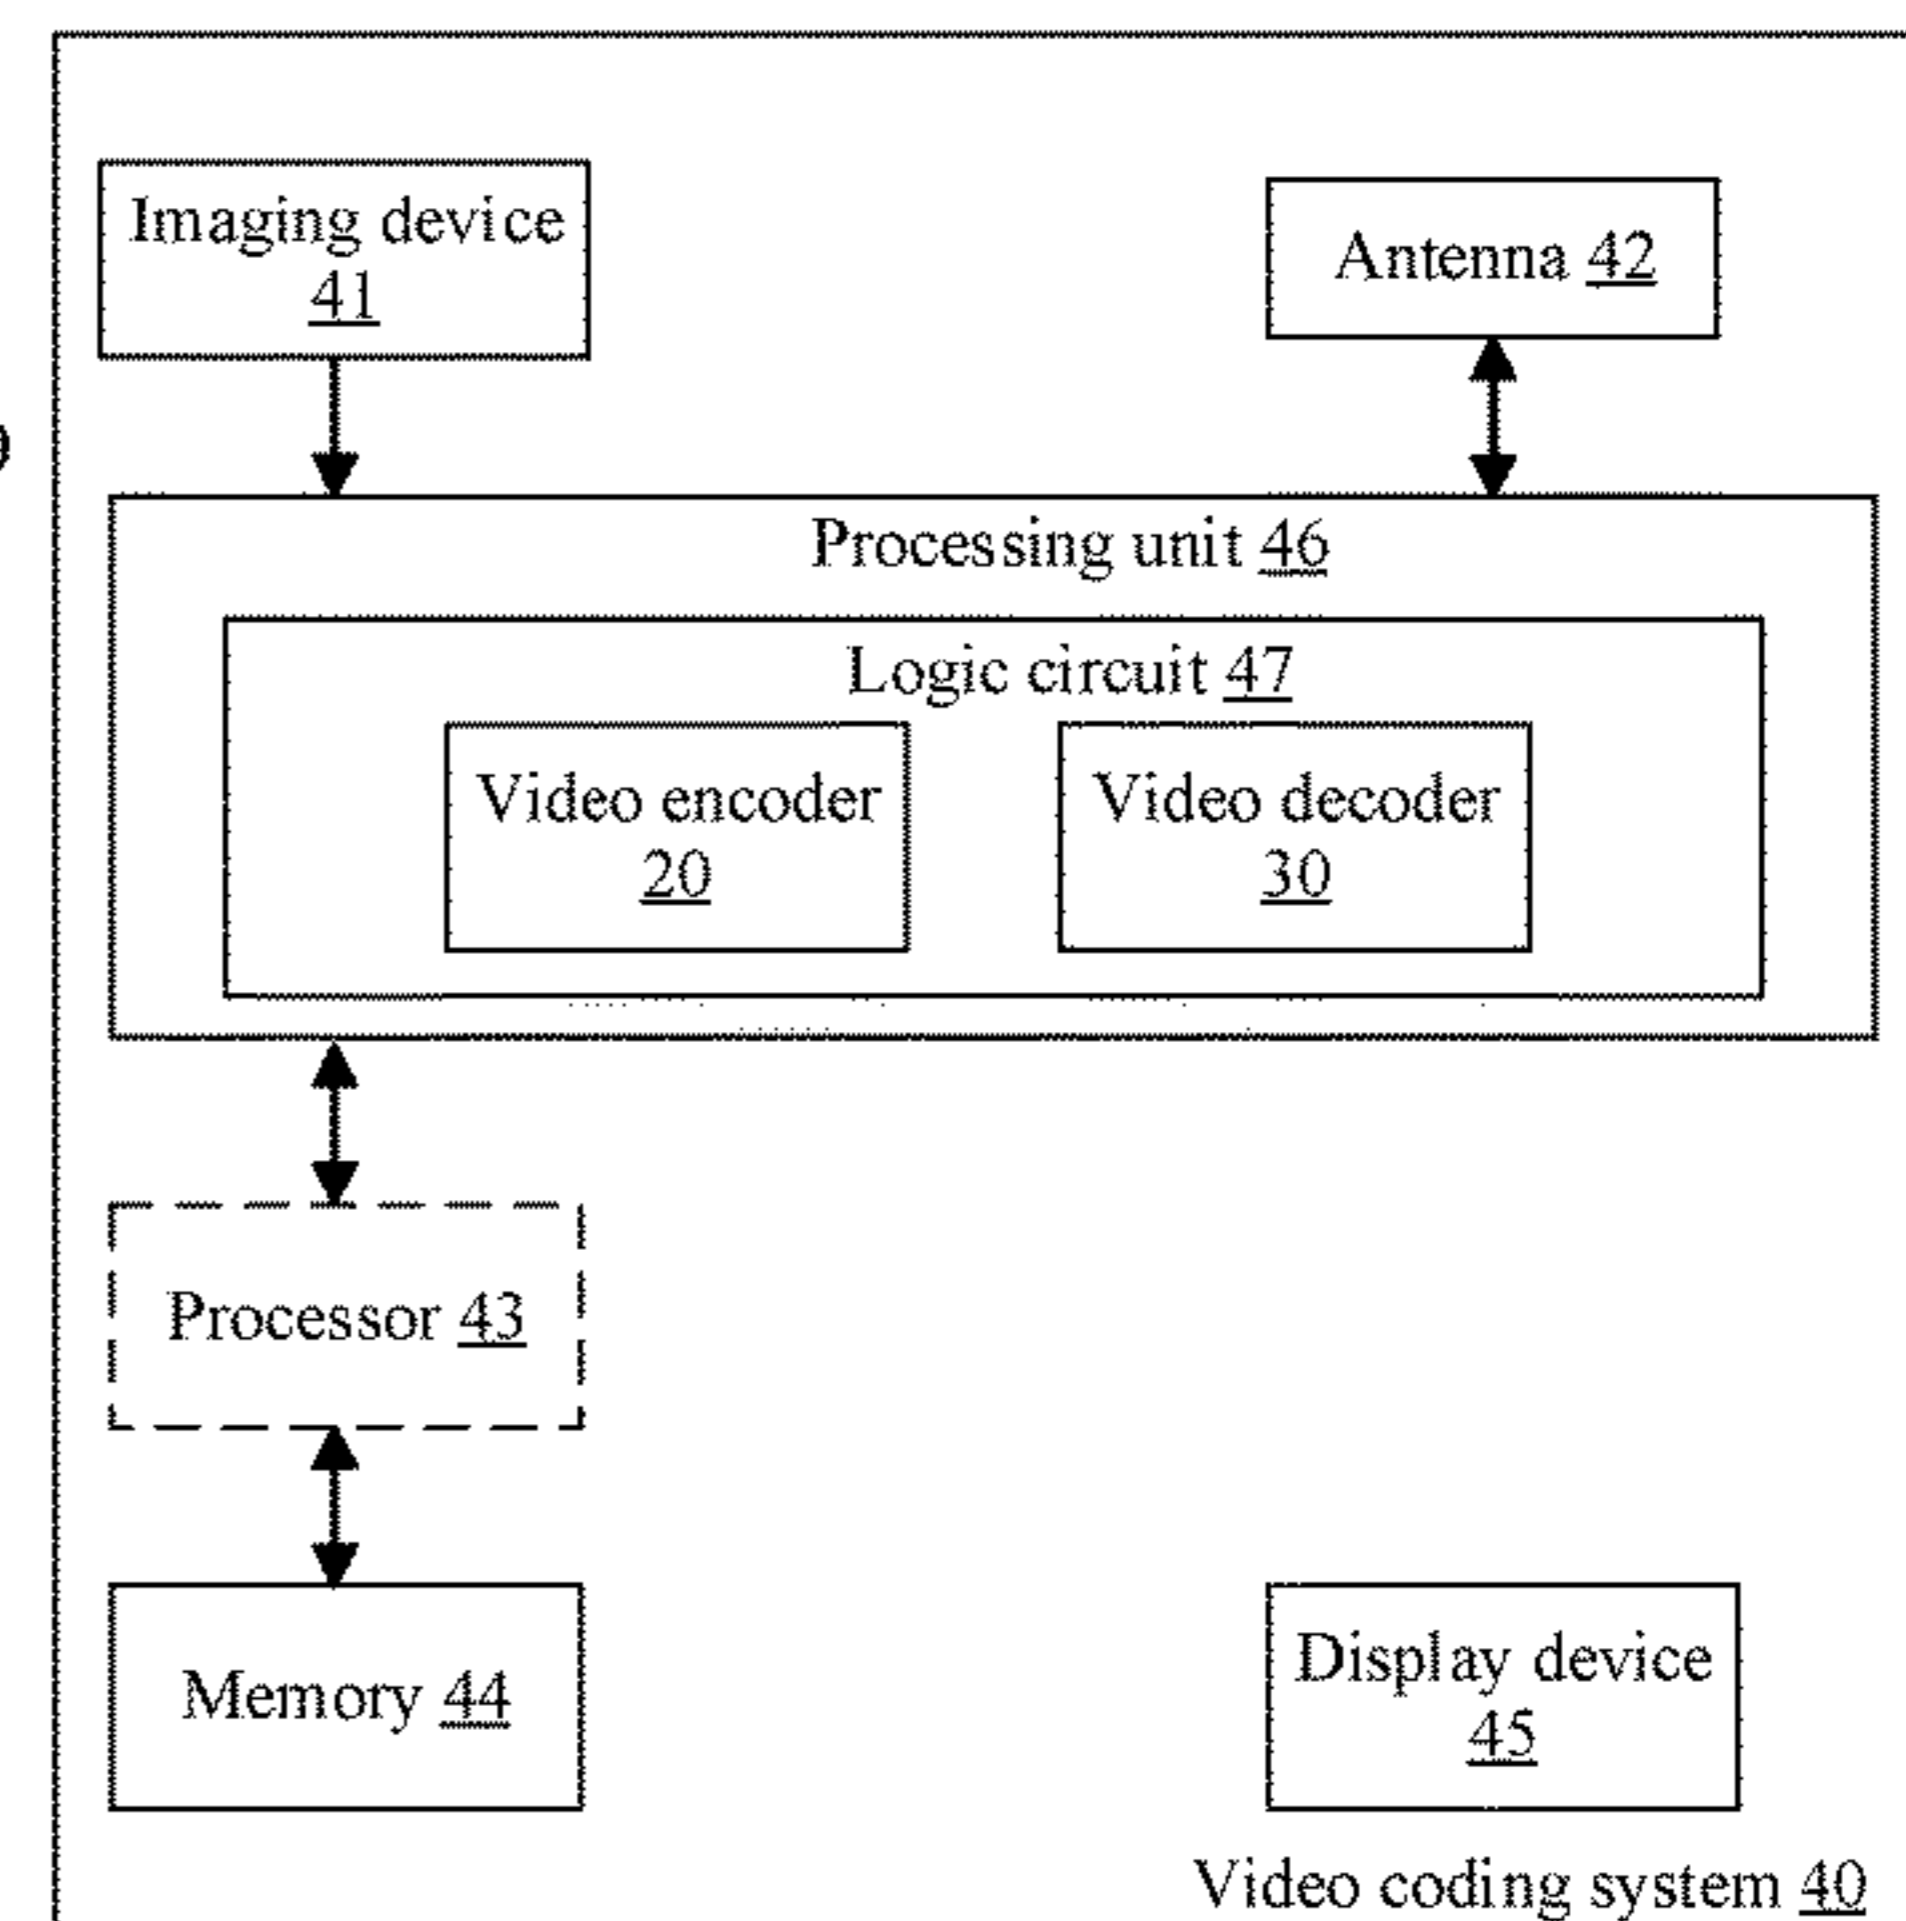 Imaging device
41
Antenna 42
Processing unit 46
Logic circuit 47
Video encoder
20
Video decoder
30
Processor 43
Memory 44
Display device
45
Video coding system 40